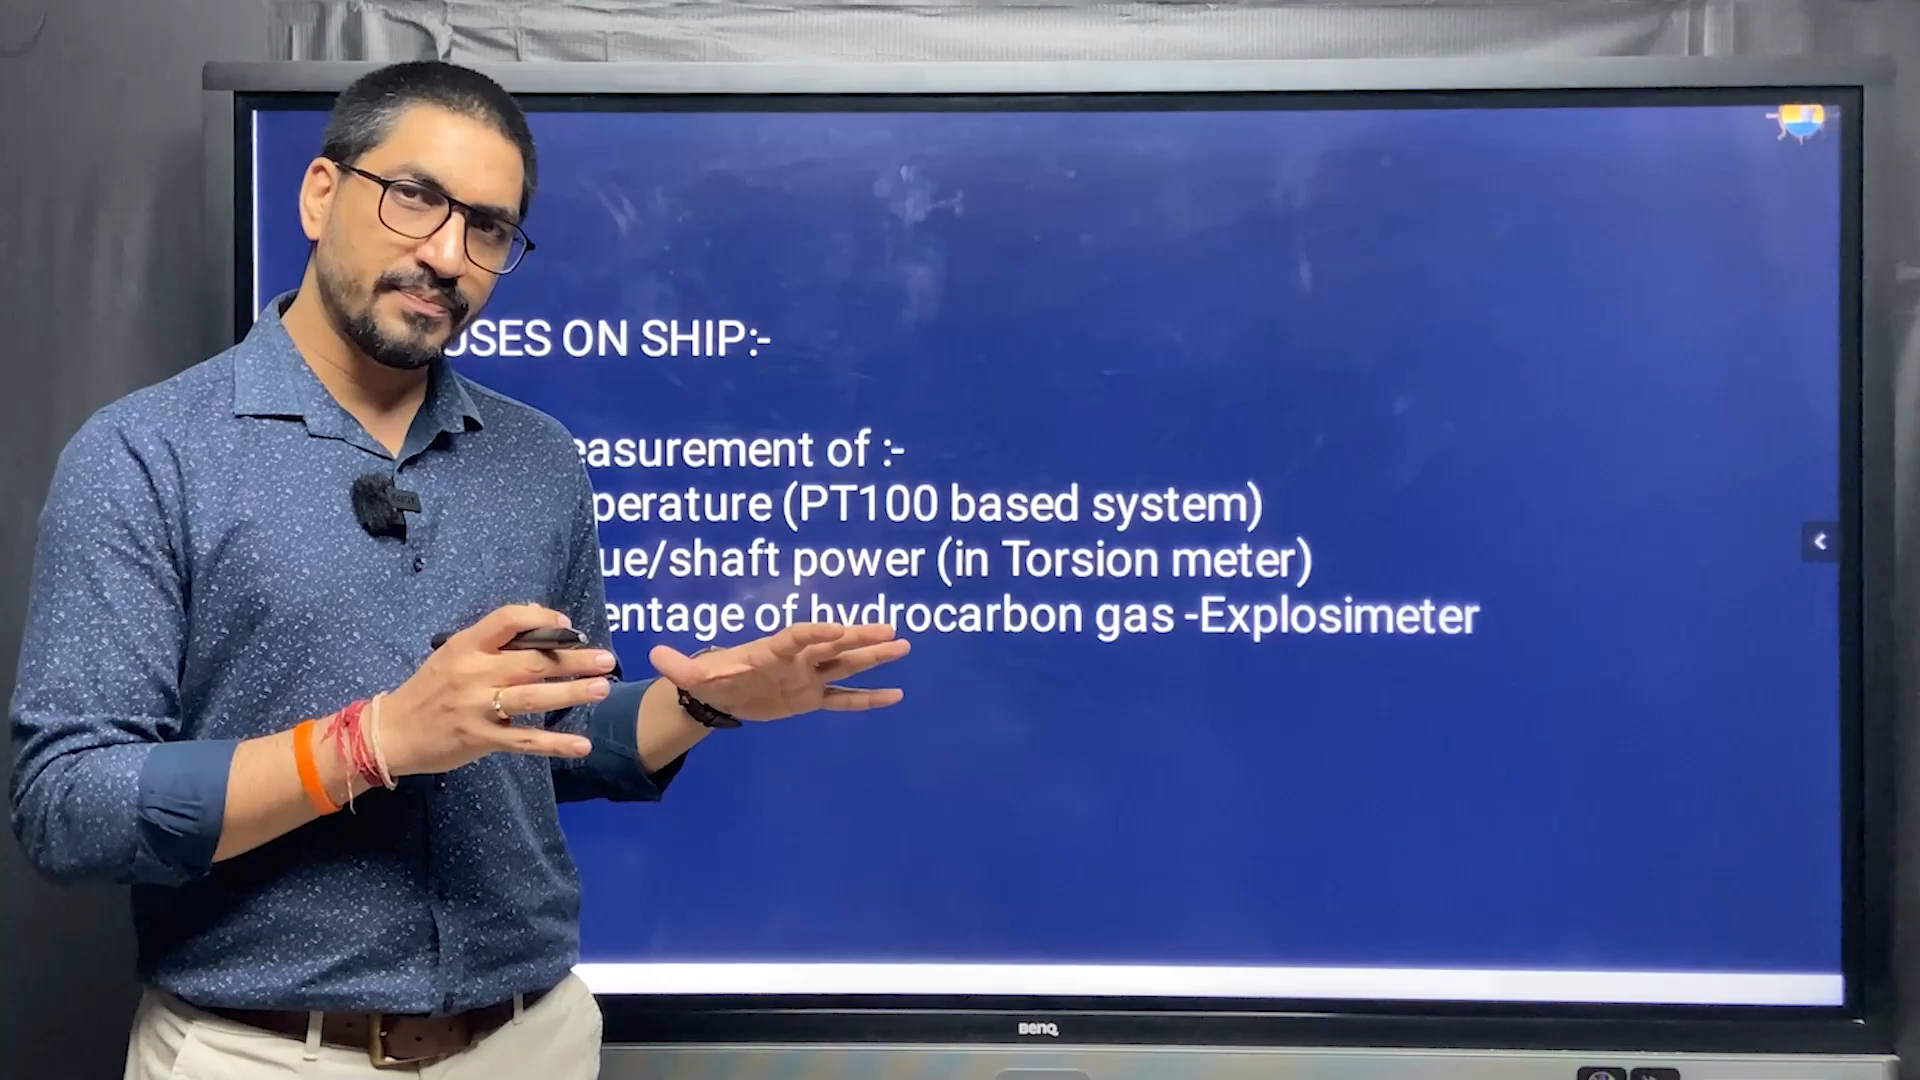 USES ON SHIP:-
easurement of :-
perature (PT100 based system)
ue/shaft power (in Torsion meter)
entage of hydrocarbon gas -Explosimeter
BenQ